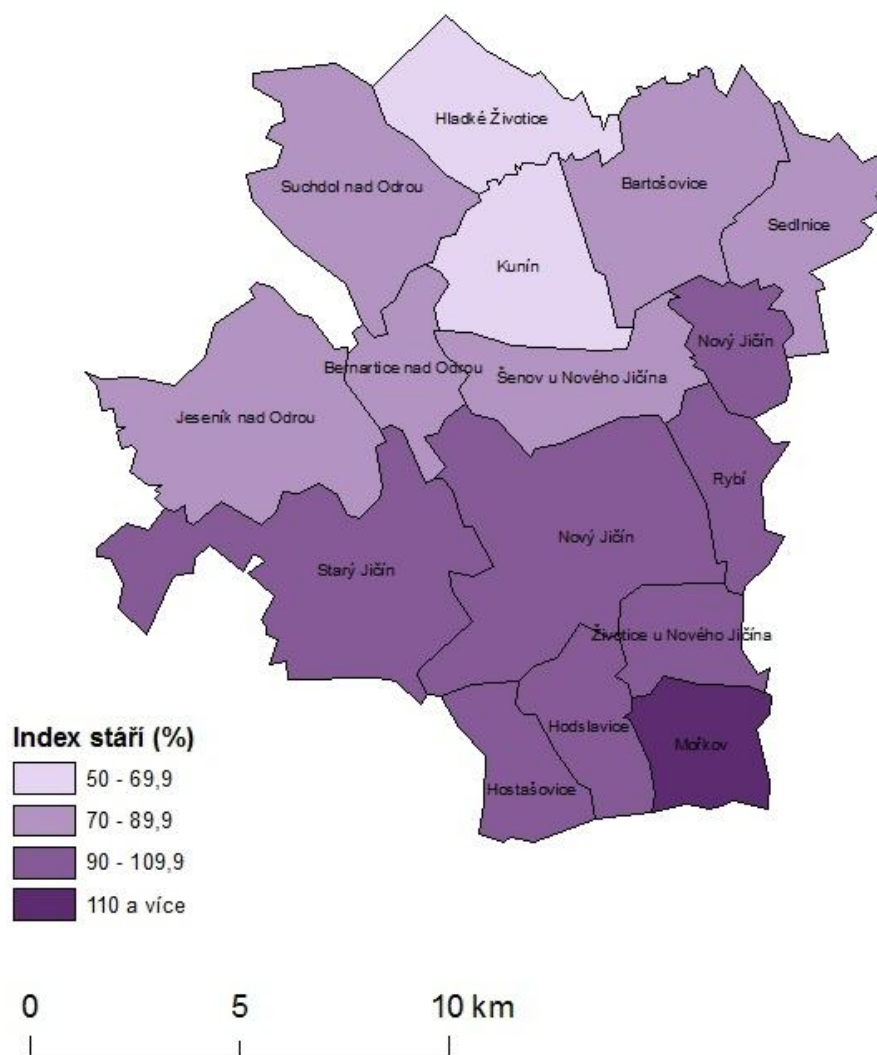 Hladké Životice
Suchdol nad Odrou
Bartošovice
Sedlnice
Kunín
Nový Jičín
Bernartice nad Odrou
Šenov u Nového Jičína
Jeseník nad Odrou
Rybí
Nový Jičín
Starý Jičín
Životice u Nového Jičína
Hodslavice
Mořkov
Hostašovice
Index stáří (%)
50 - 69,9
70 - 89,9
90 - 109,9
110 a více
0 5 10 km